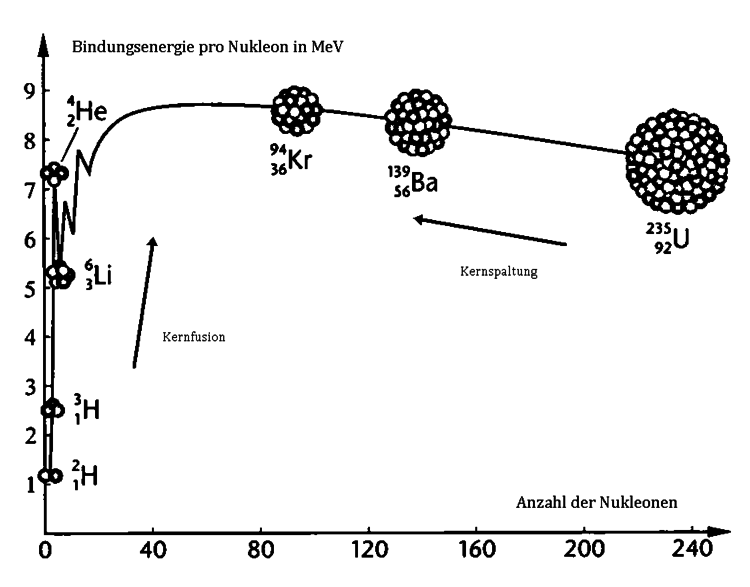 Bindungsenergie pro Nukleon in MeV
9
8
7
6
5
4
3
2
1
4
2He
94
36Kr
139
56Ba
235
92U
6
3Li
3
1H
2
1H
Kernspaltung
Kernfusion
Anzahl der Nukleonen
0 40 80 120 160 200 240